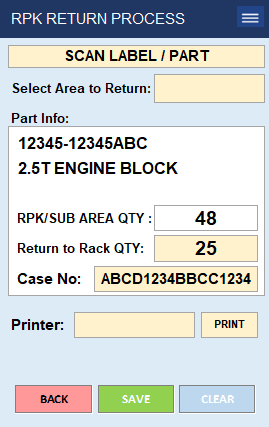 RPK RETURN PROCESS
SCAN LABEL / PART
Select Area to Return:
Part Info:
12345-12345ABC
2.5T ENGINE BLOCK
RPK/SUB AREA QTY : 48
Return to Rack QTY: 25
Case No: ABCD1234BBCC1234
Printer: PRINT
BACK SAVE CLEAR